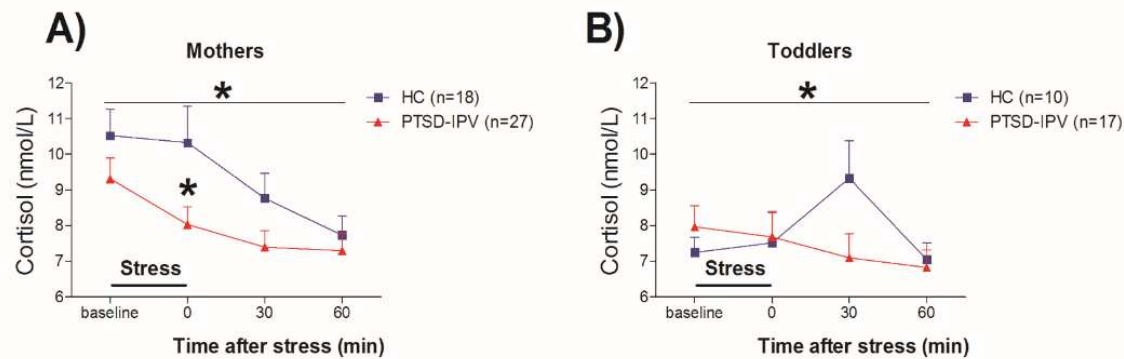 A)
Mothers
12
11
10
9
8
7
6
Cortisol (nmol/L)
*
*
HC (n=18)
PTSD-IPV (n=27)
Stress
baseline 0 30 60
Time after stress (min)
B)
Toddlers
12
11
10
9
8
7
6
Cortisol (nmol/L)
*
HC (n=10)
PTSD-IPV (n=17)
Stress
baseline 0 30 60
Time after stress (min)